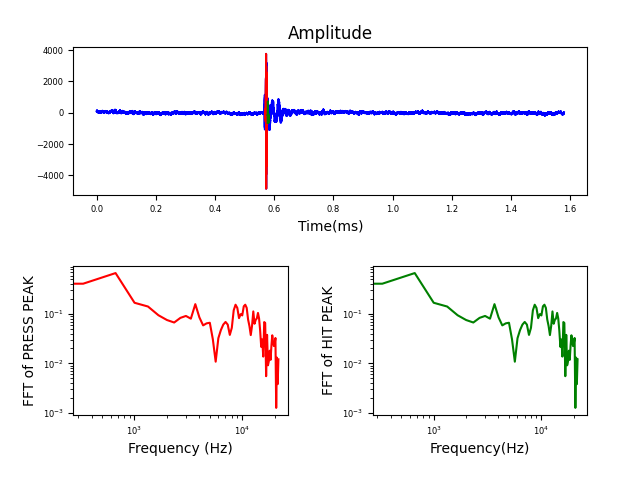 Amplitude
4000
2000
0
−2000
−4000
0.0 0.2 0.4 0.6 0.8 1.0 1.2 1.4 1.6
Time(ms)
FFT of PRESS PEAK
10⁻¹
10⁻²
10⁻³
10³ 10⁴
Frequency (Hz)
FFT of HIT PEAK
10⁻¹
10⁻²
10⁻³
10³ 10⁴
Frequency(Hz)